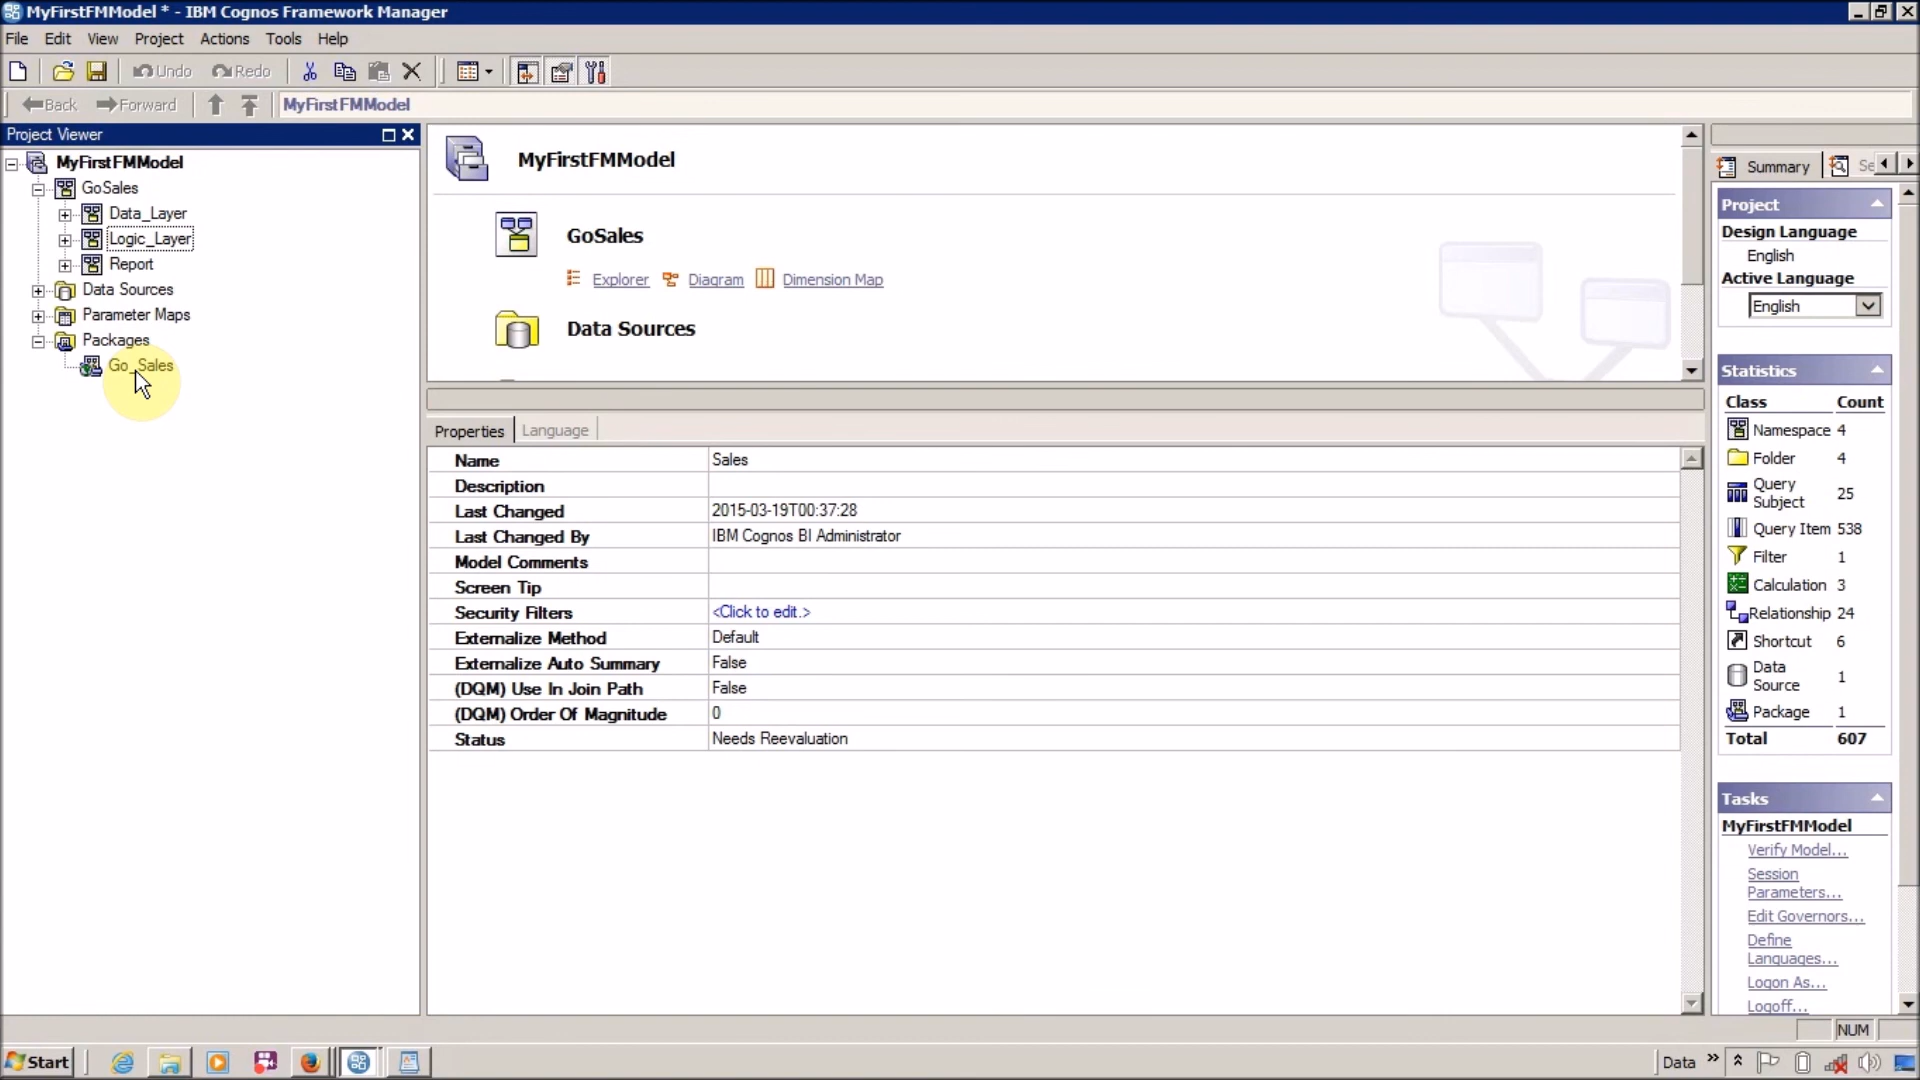 MyFirstFMModel * - IBM Cognos Framework Manager
File Edit View Project Actions Tools Help
Undo Redo
Back Forward MyFirstFMModel
Project Viewer
MyFirstFMModel
GoSales
Data_Layer
Logic_Layer
Report
Data Sources
Parameter Maps
Packages
Go_Sales
MyFirstFMModel
GoSales
Explorer Diagram Dimension Map
Data Sources
Properties Language
Name Sales
Description
Last Changed 2015-03-19T00:37:28
Last Changed By IBM Cognos BI Administrator
Model Comments
Screen Tip
Security Filters <Click to edit.>
Externalize Method Default
Externalize Auto Summary False
(DQM) Use In Join Path False
(DQM) Order Of Magnitude 0
Status Needs Reevaluation
Summary Se
Project
Design Language
English
Active Language
English
Statistics
Class Count
Namespace 4
Folder 4
Query Subject 25
Query Item 538
Filter 1
Calculation 3
Relationship 24
Shortcut 6
Data Source 1
Package 1
Total 607
Tasks
MyFirstFMModel
Verify Model...
Session
Parameters...
Edit Governors...
Define
Languages...
Logon As...
Logoff...
NUM
Start Data »